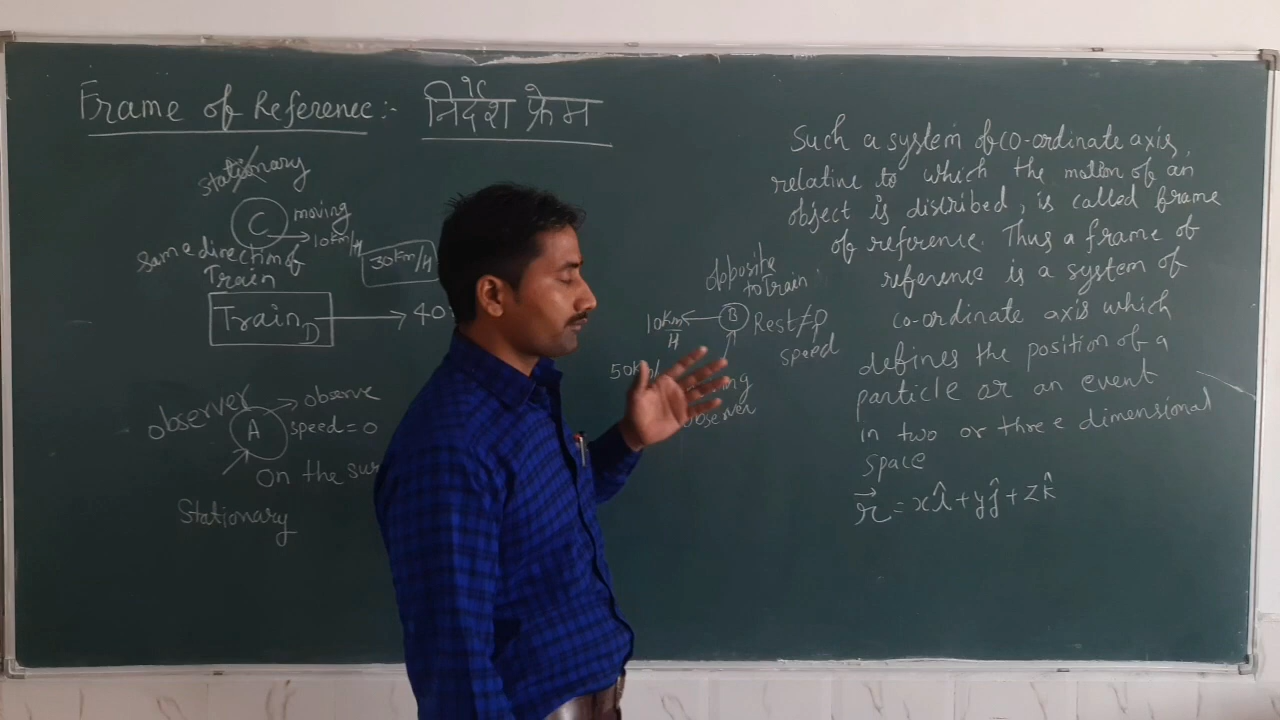 Frame of Reference:- निर्देश फ्रेम
stationary
C
moving
10Km/H
same direction of
Train
30Km/H
Train D
40
observer
A
observe
speed=0
On the sur
Stationary
opposite
to Train
10Km/H
B
Rest≠p
speed
50Km/
observer
Such a system of co-ordinate axis,
relative to which the motion of an
object is discribed, is called frame
of reference. Thus a frame of
reference is a system of
co-ordinate axis which
defines the position of a
particle or an event
in two or three dimensional
space
r⃗ = xî + yĵ + zk̂